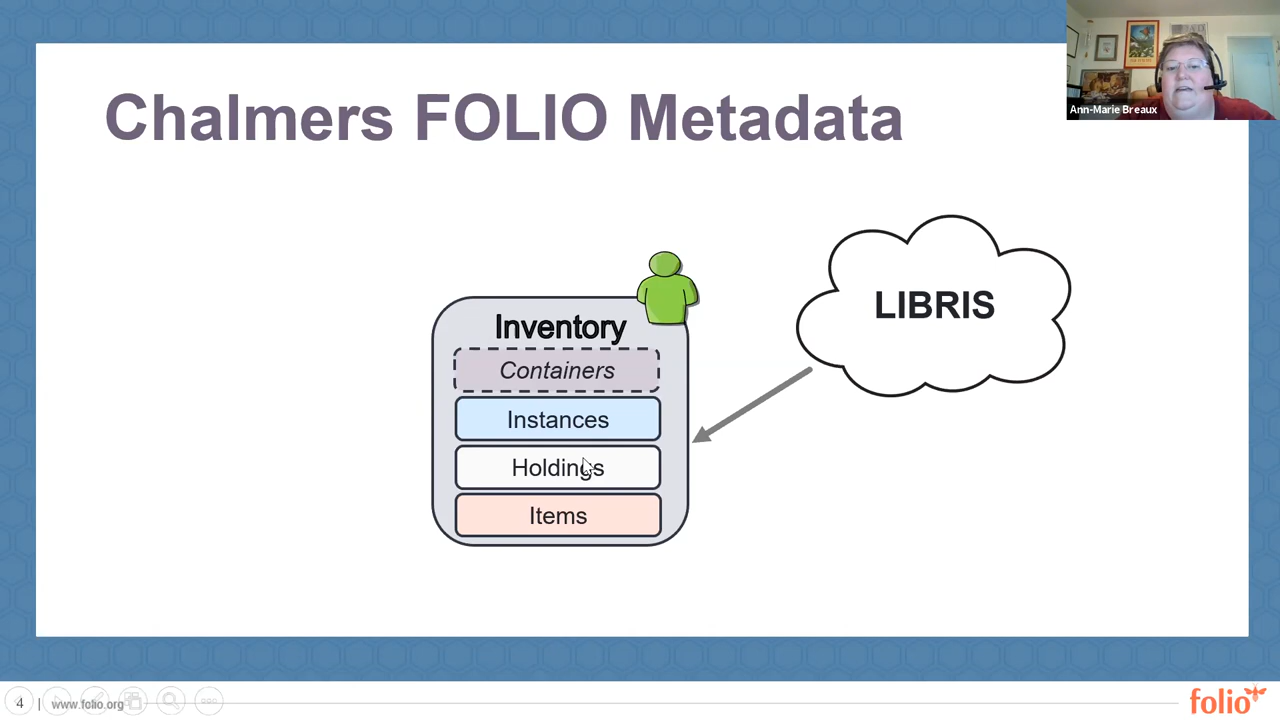 Chalmers FOLIO Metadata
Ann-Marie Breaux
LIBRIS
Inventory
Containers
Instances
Holdings
Items
4 | www.folio.org
folio